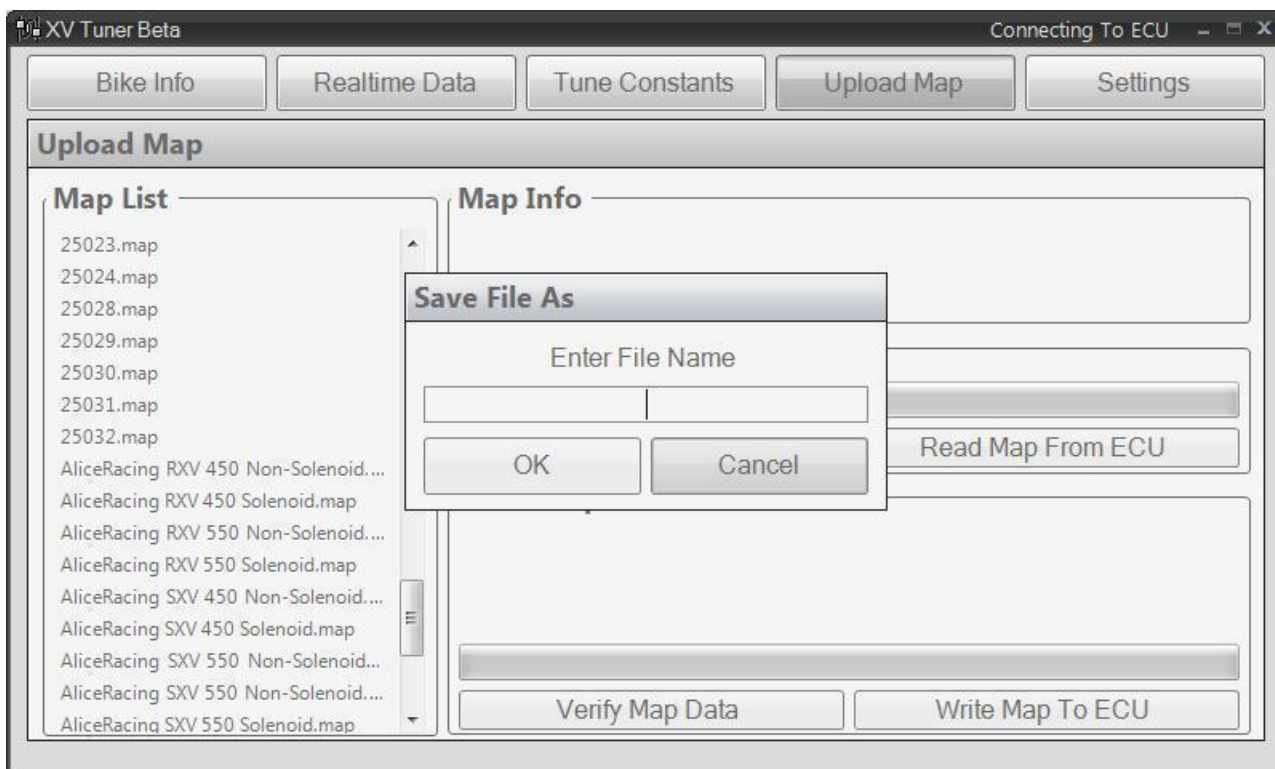 XV Tuner Beta
Connecting To ECU
Bike Info
Realtime Data
Tune Constants
Upload Map
Settings
Upload Map
Map List
25023.map
25024.map
25028.map
25029.map
25030.map
25031.map
25032.map
AliceRacing RXV 450 Non-Solenoid....
AliceRacing RXV 450 Solenoid.map
AliceRacing RXV 550 Non-Solenoid....
AliceRacing RXV 550 Solenoid.map
AliceRacing SXV 450 Non-Solenoid....
AliceRacing SXV 450 Solenoid.map
AliceRacing SXV 550 Non-Solenoid...
AliceRacing SXV 550 Non-Solenoid....
AliceRacing SXV 550 Solenoid.map
Map Info
Save File As
Enter File Name
OK
Cancel
Read Map From ECU
Verify Map Data
Write Map To ECU